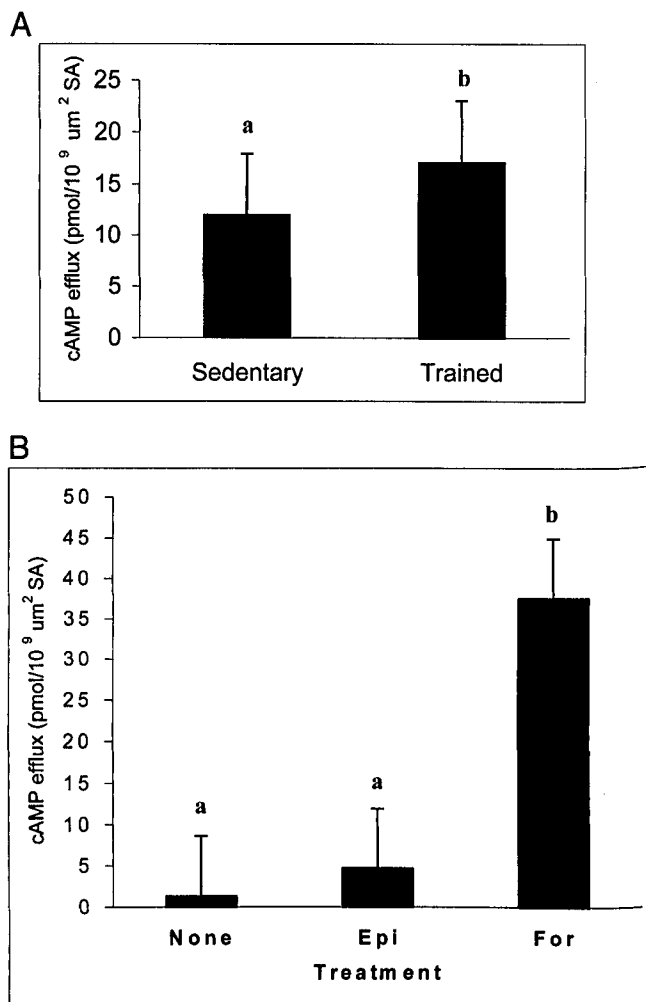 A
cAMP efflux (pmol/10⁹ um² SA)
25
20
15
10
5
0
a
b
Sedentary
Trained
B
cAMP efflux (pmol/10⁹ um² SA)
50
45
40
35
30
25
20
15
10
5
0
a
a
b
None
Epi
For
Treatment